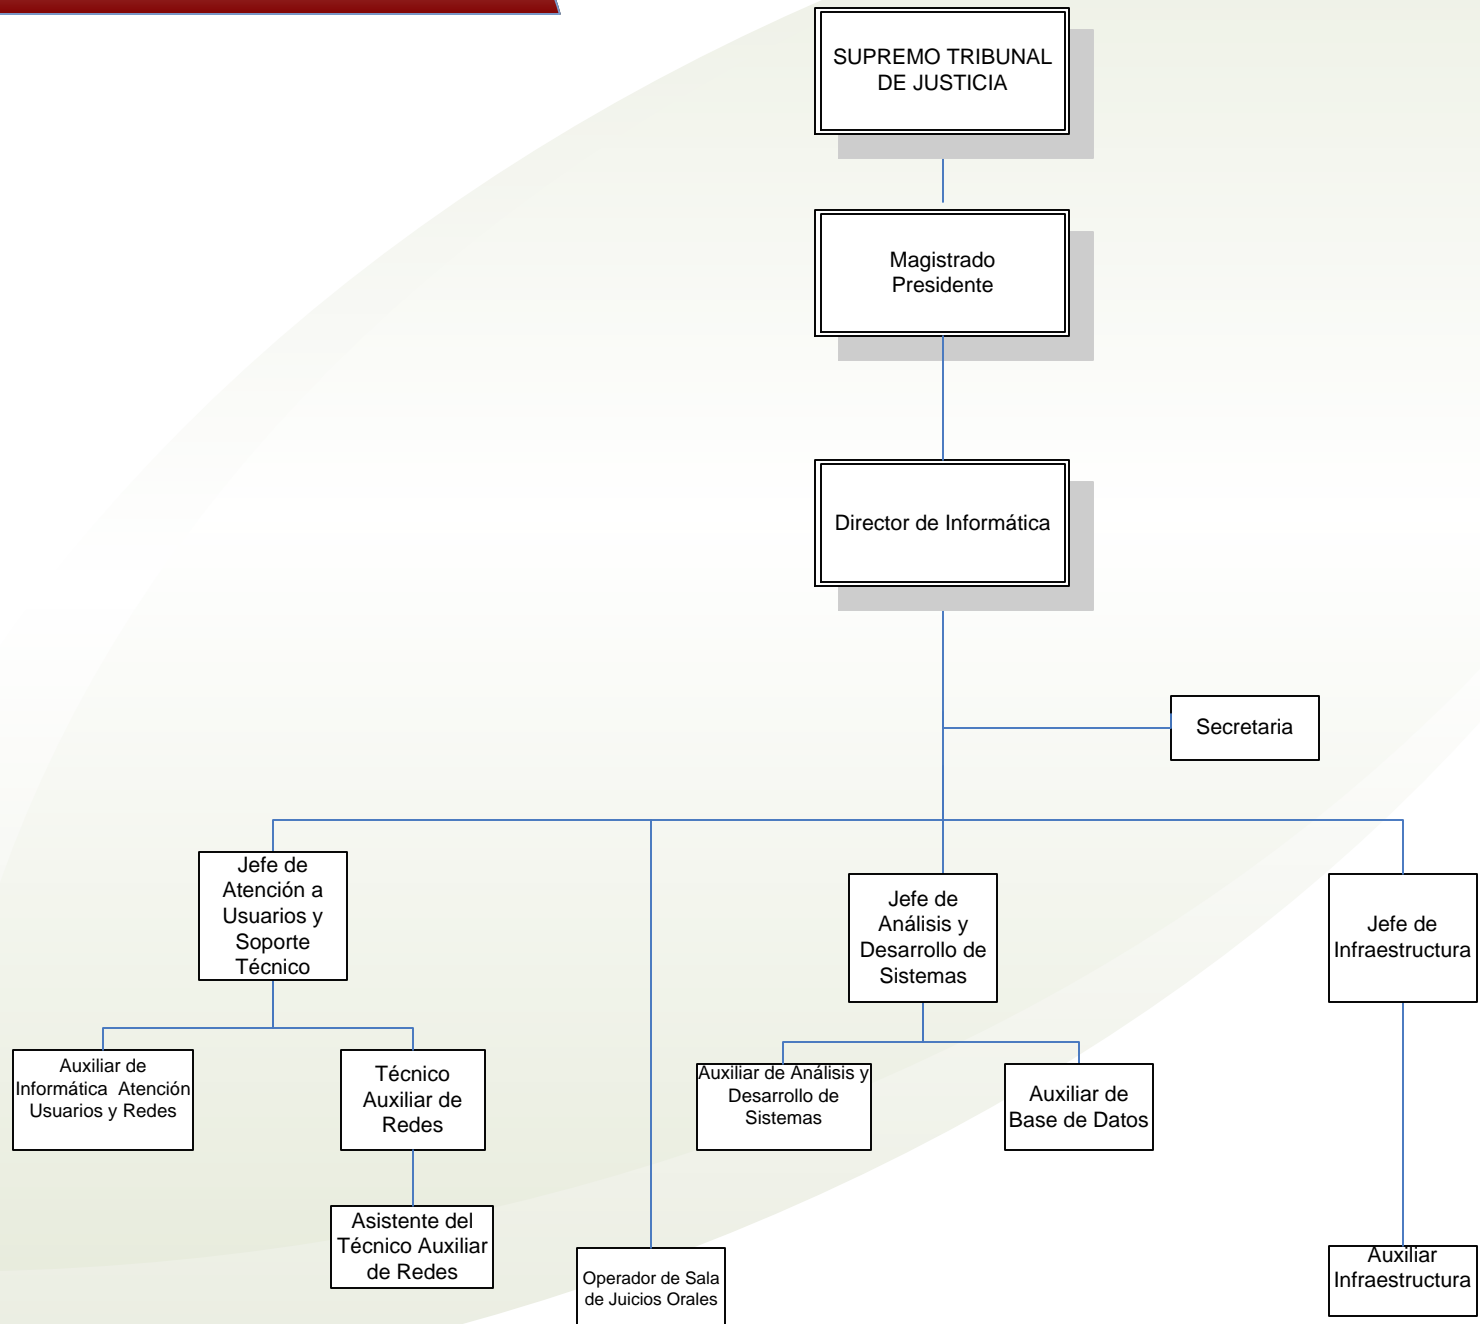 SUPREMO TRIBUNAL
DE JUSTICIA
Magistrado
Presidente
Director de Informática
Secretaria
Jefe de
Atención a
Usuarios y
Soporte
Técnico
Jefe de
Análisis y
Desarrollo de
Sistemas
Jefe de
Infraestructura
Auxiliar de
Informática Atención
Usuarios y Redes
Técnico
Auxiliar de
Redes
Auxiliar de Análisis y
Desarrollo de
Sistemas
Auxiliar de
Base de Datos
Asistente del
Técnico Auxiliar
de Redes
Operador de Sala
de Juicios Orales
Auxiliar
Infraestructura